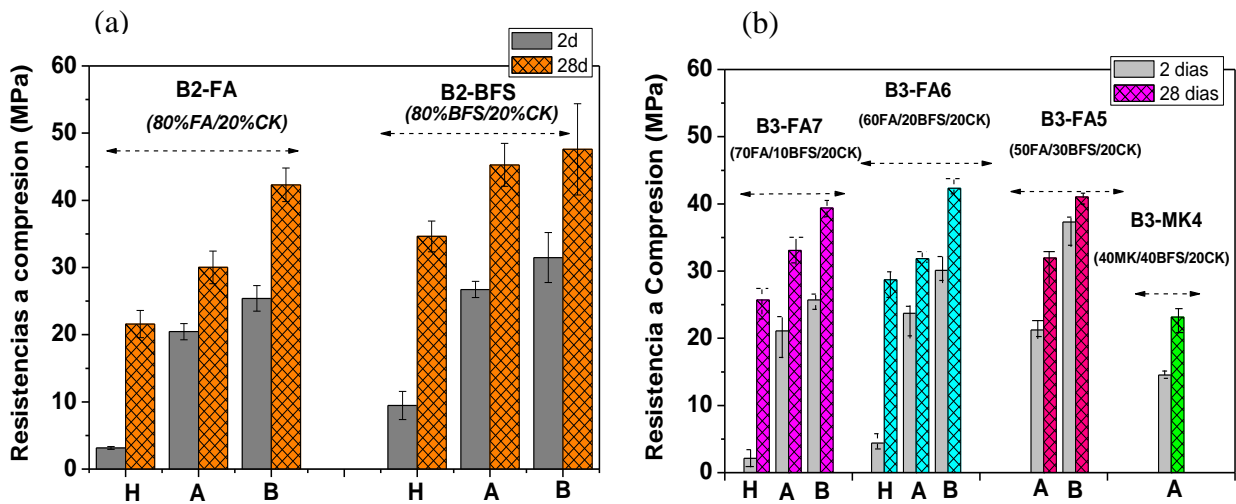 (a)
Resistencias a compresion (MPa)
60
50
40
30
20
10
0
2d
28d
B2-FA
(80%FA/20%CK)
B2-BFS
(80%BFS/20%CK)
H A B H A B
(b)
Resistencia a Compresion (MPa)
60
50
40
30
20
10
0
2 dias
28 dias
B3-FA7
(70FA/10BFS/20CK)
B3-FA6
(60FA/20BFS/20CK)
B3-FA5
(50FA/30BFS/20CK)
B3-MK4
(40MK/40BFS/20CK)
H A B H A B A B A